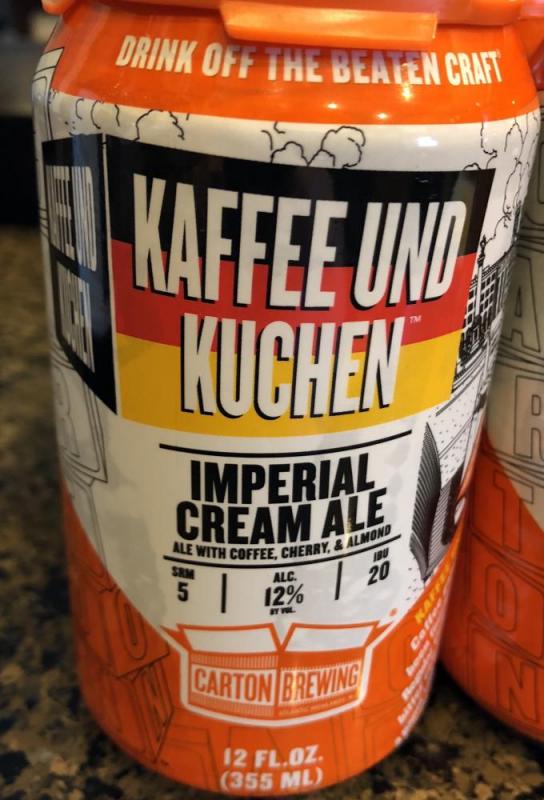 DRINK OFF THE BEATEN CRAFT
KAFFEE UND
KUCHEN™
IMPERIAL
CREAM ALE
ALE WITH COFFEE, CHERRY, & ALMOND
SRM
5
ALC.
12%
BY VOL.
IBU
20
CARTON BREWING
12 FL.OZ.
(355 ML)